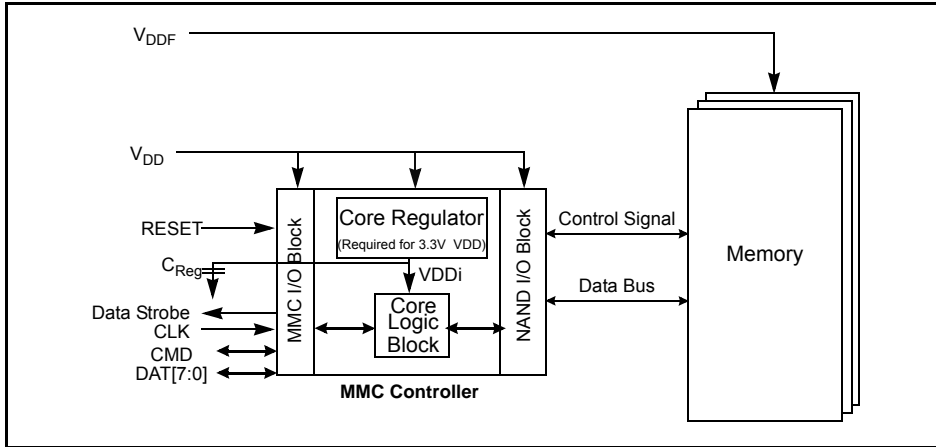 VDDF
VDD
RESET
CReg
Data Strobe
CLK
CMD
DAT[7:0]
MMC I/O Block
Core Regulator
(Required for 3.3V VDD)
VDDi
Core
Logic
Block
NAND I/O Block
MMC Controller
Control Signal
Data Bus
Memory